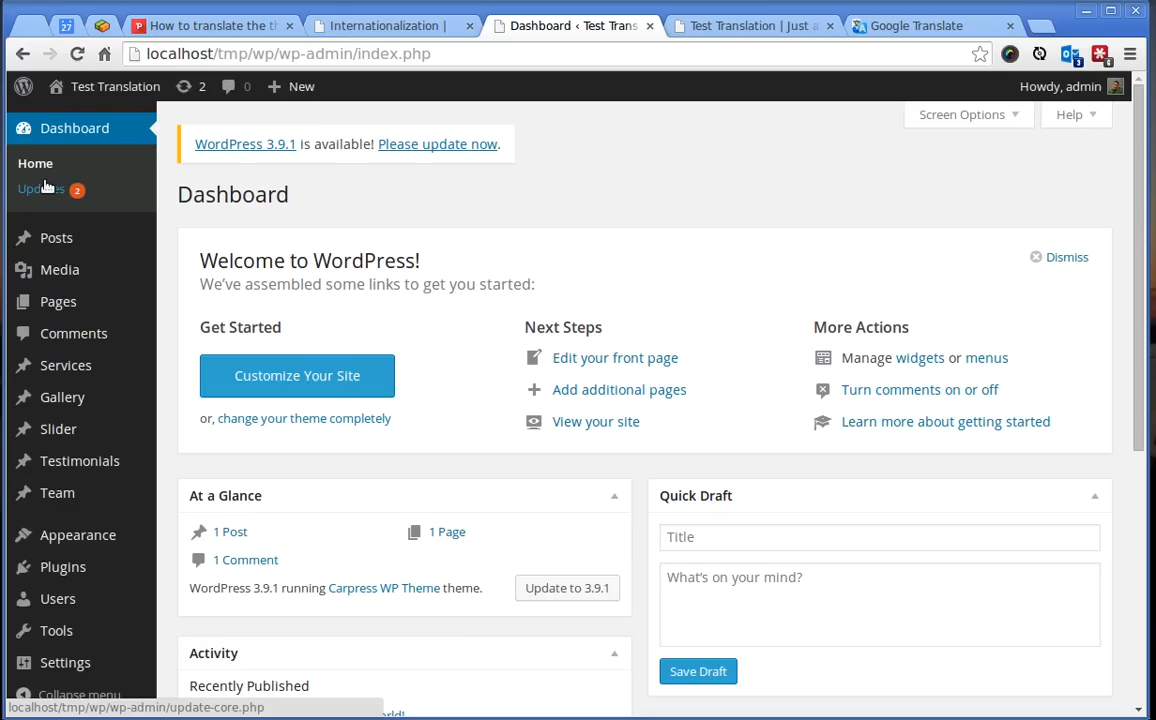 27
How to translate the th
Internationalization |
Dashboard ‹ Test Trans
Test Translation | Just a
Google Translate
localhost/tmp/wp/wp-admin/index.php
3
6
Test Translation
2
0
New
Howdy, admin
Dashboard
Home
Updates 2
Posts
Media
Pages
Comments
Services
Gallery
Slider
Testimonials
Team
Appearance
Plugins
Users
Tools
Settings
Collapse menu
Screen Options
Help
WordPress 3.9.1 is available! Please update now.
Dashboard
Welcome to WordPress!
We've assembled some links to get you started:
Dismiss
Get Started
Customize Your Site
or, change your theme completely
Next Steps
Edit your front page
Add additional pages
View your site
More Actions
Manage widgets or menus
Turn comments on or off
Learn more about getting started
At a Glance
1 Post
1 Page
1 Comment
WordPress 3.9.1 running Carpress WP Theme theme.
Update to 3.9.1
Activity
Recently Published
Quick Draft
Title
What's on your mind?
Save Draft
localhost/tmp/wp/wp-admin/update-core.php